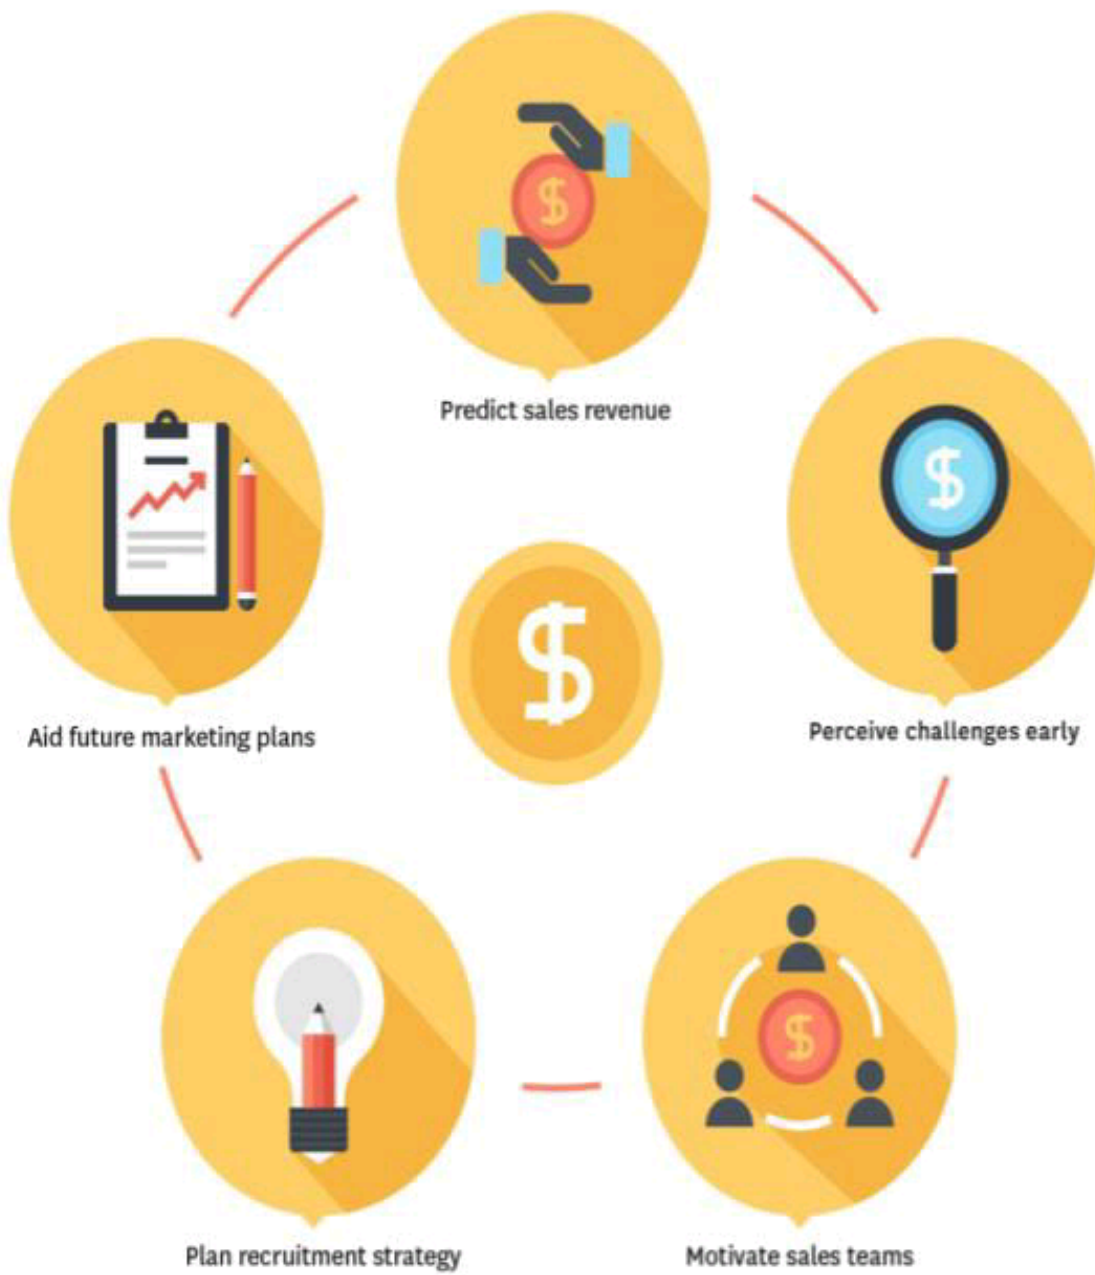 Predict sales revenue
Aid future marketing plans
Perceive challenges early
Plan recruitment strategy
Motivate sales teams